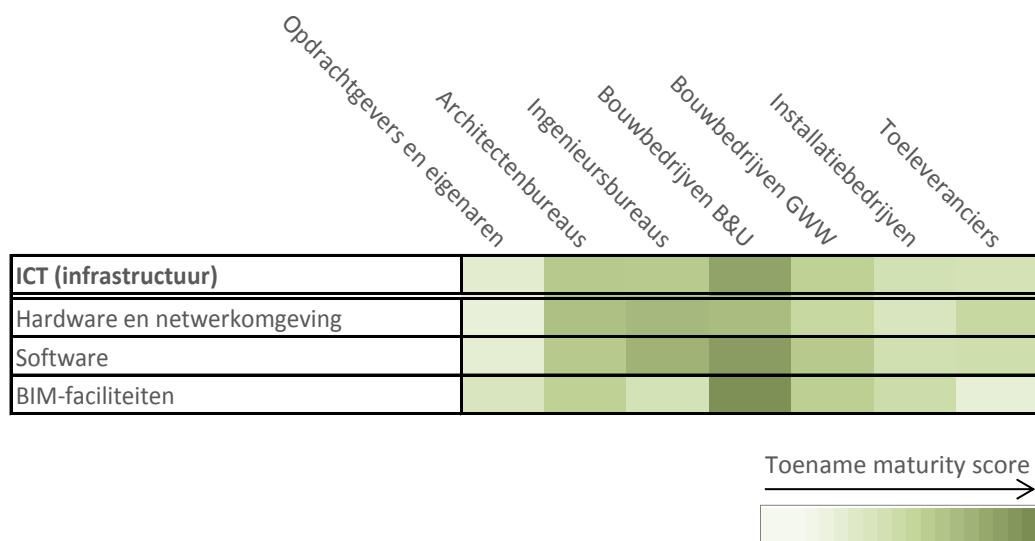 Opdrachtgevers en eigenaren
Architectenbureaus
Ingenieursbureaus
Bouwbedrijven B&U
Bouwbedrijven GWW
Installatiebedrijven
Toeleveranciers
ICT (infrastructuur)
Hardware en netwerkomgeving
Software
BIM-faciliteiten
Toename maturity score